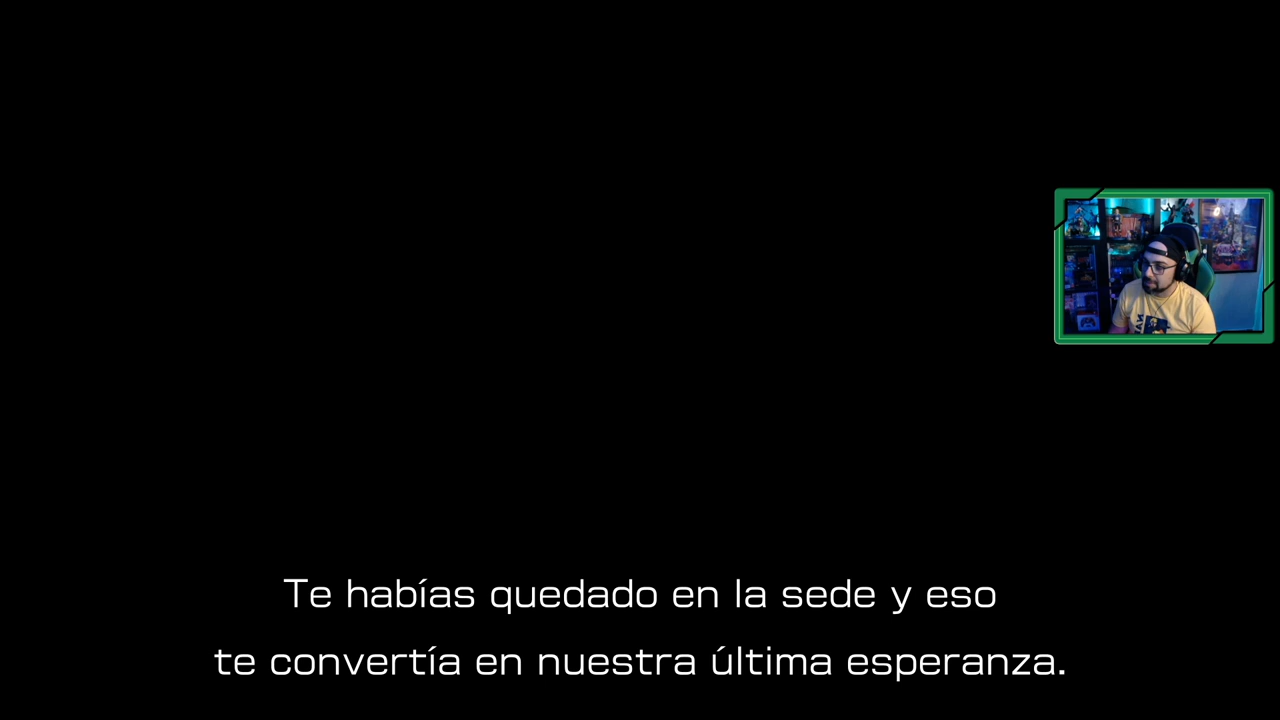 Te habías quedado en la sede y eso
te convertía en nuestra última esperanza.